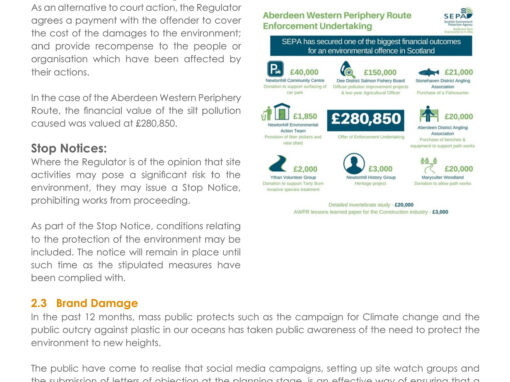 As an alternative to court action, the Regulator
agrees a payment with the offender to cover
the cost of the damages to the environment;
and provide recompense to the people or
organisation which have been affected by
their actions.
In the case of the Aberdeen Western Periphery
Route, the financial value of the silt pollution
caused was valued at £280,850.
Stop Notices:
Where the Regulator is of the opinion that site
activities may pose a significant risk to the
environment, they may issue a Stop Notice,
prohibiting works from proceeding.
As part of the Stop Notice, conditions relating
to the protection of the environment may be
included. The notice will remain in place until
such time as the stipulated measures have
been complied with.
Aberdeen Western Periphery Route
Enforcement Undertaking
SEPA
SEPA has secured one of the biggest financial outcomes
for an environmental offence in Scotland
£40,000
Newtonhill Community Centre
Donation to support surfacing of
car park
£150,000
Dee District Salmon Fishery Board
Diffuse pollution improvement projects
& two-year Agricultural Officer
£21,000
Stonehaven District Angling
Association
Purchase of a Fishcounter
£1,850
Newtonhill Environmental
Action Team
Provision of litter pickers and
new shed
£280,850
Offer of Enforcement Undertaking
£20,000
Aberdeen District Angling
Association
Purchase of benches &
equipment to support path works
£2,000
Ythan Volunteer Group
Donation to support Tarty Burn
invasive species treatment
£3,000
Newtonhill History Group
Heritage project
£20,000
Maryculter Woodland
Donation to allow path works
Detailed invertebrate study - £20,000
AWPR lessons learned paper for the Construction industry - £3,000
2.3 Brand Damage
In the past 12 months, mass public protects such as the campaign for Climate change and the
public outcry against plastic in our oceans has taken public awareness of the need to protect the
environment to new heights.
The public have come to realise that social media campaigns, setting up site watch groups and
the submission of letters of objection at the planning stage, is an effective way of ensuring that a